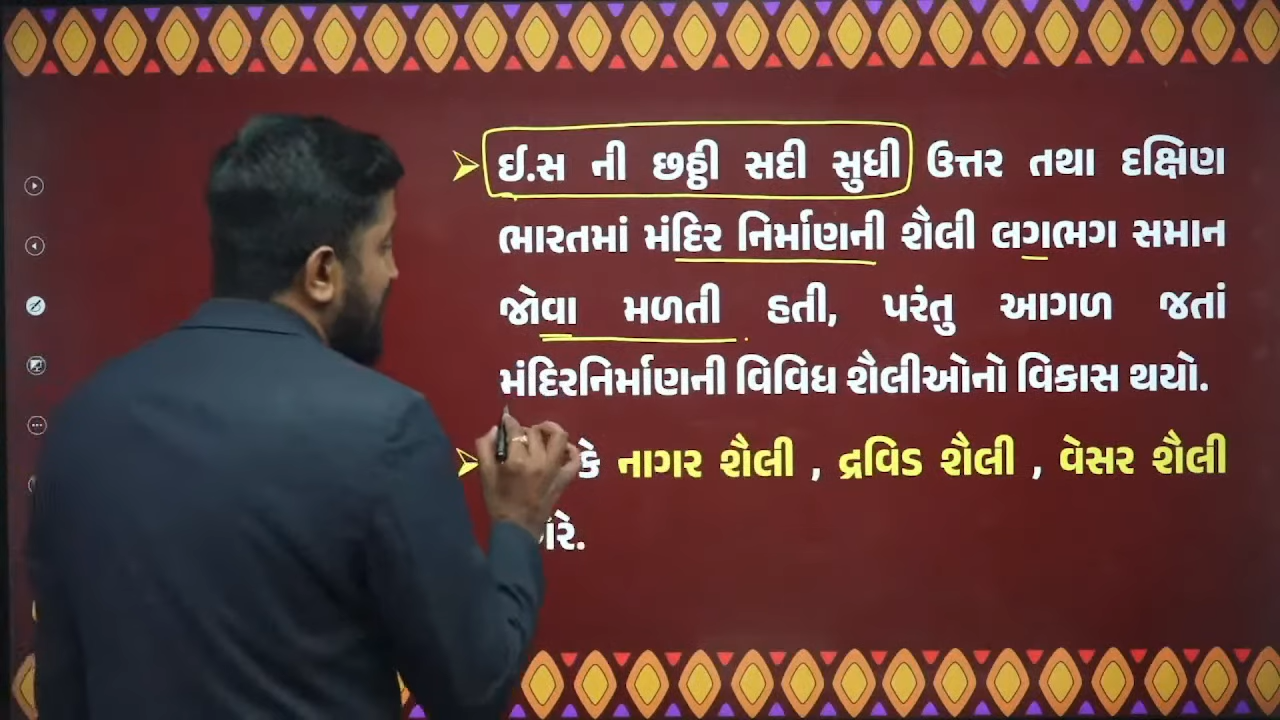 ઈ.સ ની છઠ્ઠી સદી સુધી ઉત્તર તથા દક્ષિણ
ભારતમાં મંદિર નિર્માણની શૈલી લગભગ સમાન
જોવા મળતી હતી, પરંતુ આગળ જતાં
મંદિરનિર્માણની વિવિધ શૈલીઓનો વિકાસ થયો.
કે નાગર શૈલી , દ્રવિડ શૈલી , વેસર શૈલી